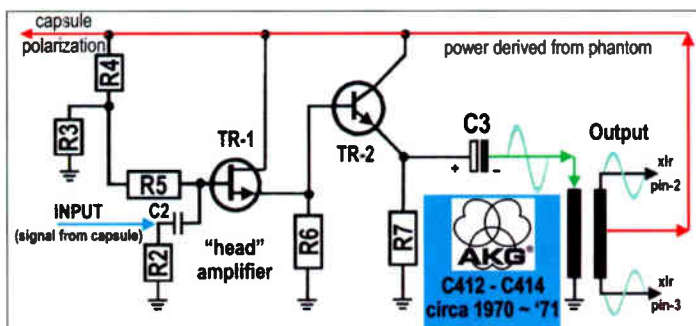 capsule
polarization
power derived from phantom
R4
R3
TR-1
TR-2
C3
Output
+
-
xlr
pin-2
R5
INPUT
(signal from capsule)
C2
R2
"head"
amplifier
R6
R7
AKG®
C412 - C414
circa 1970 ~ '71
xlr
pin-3